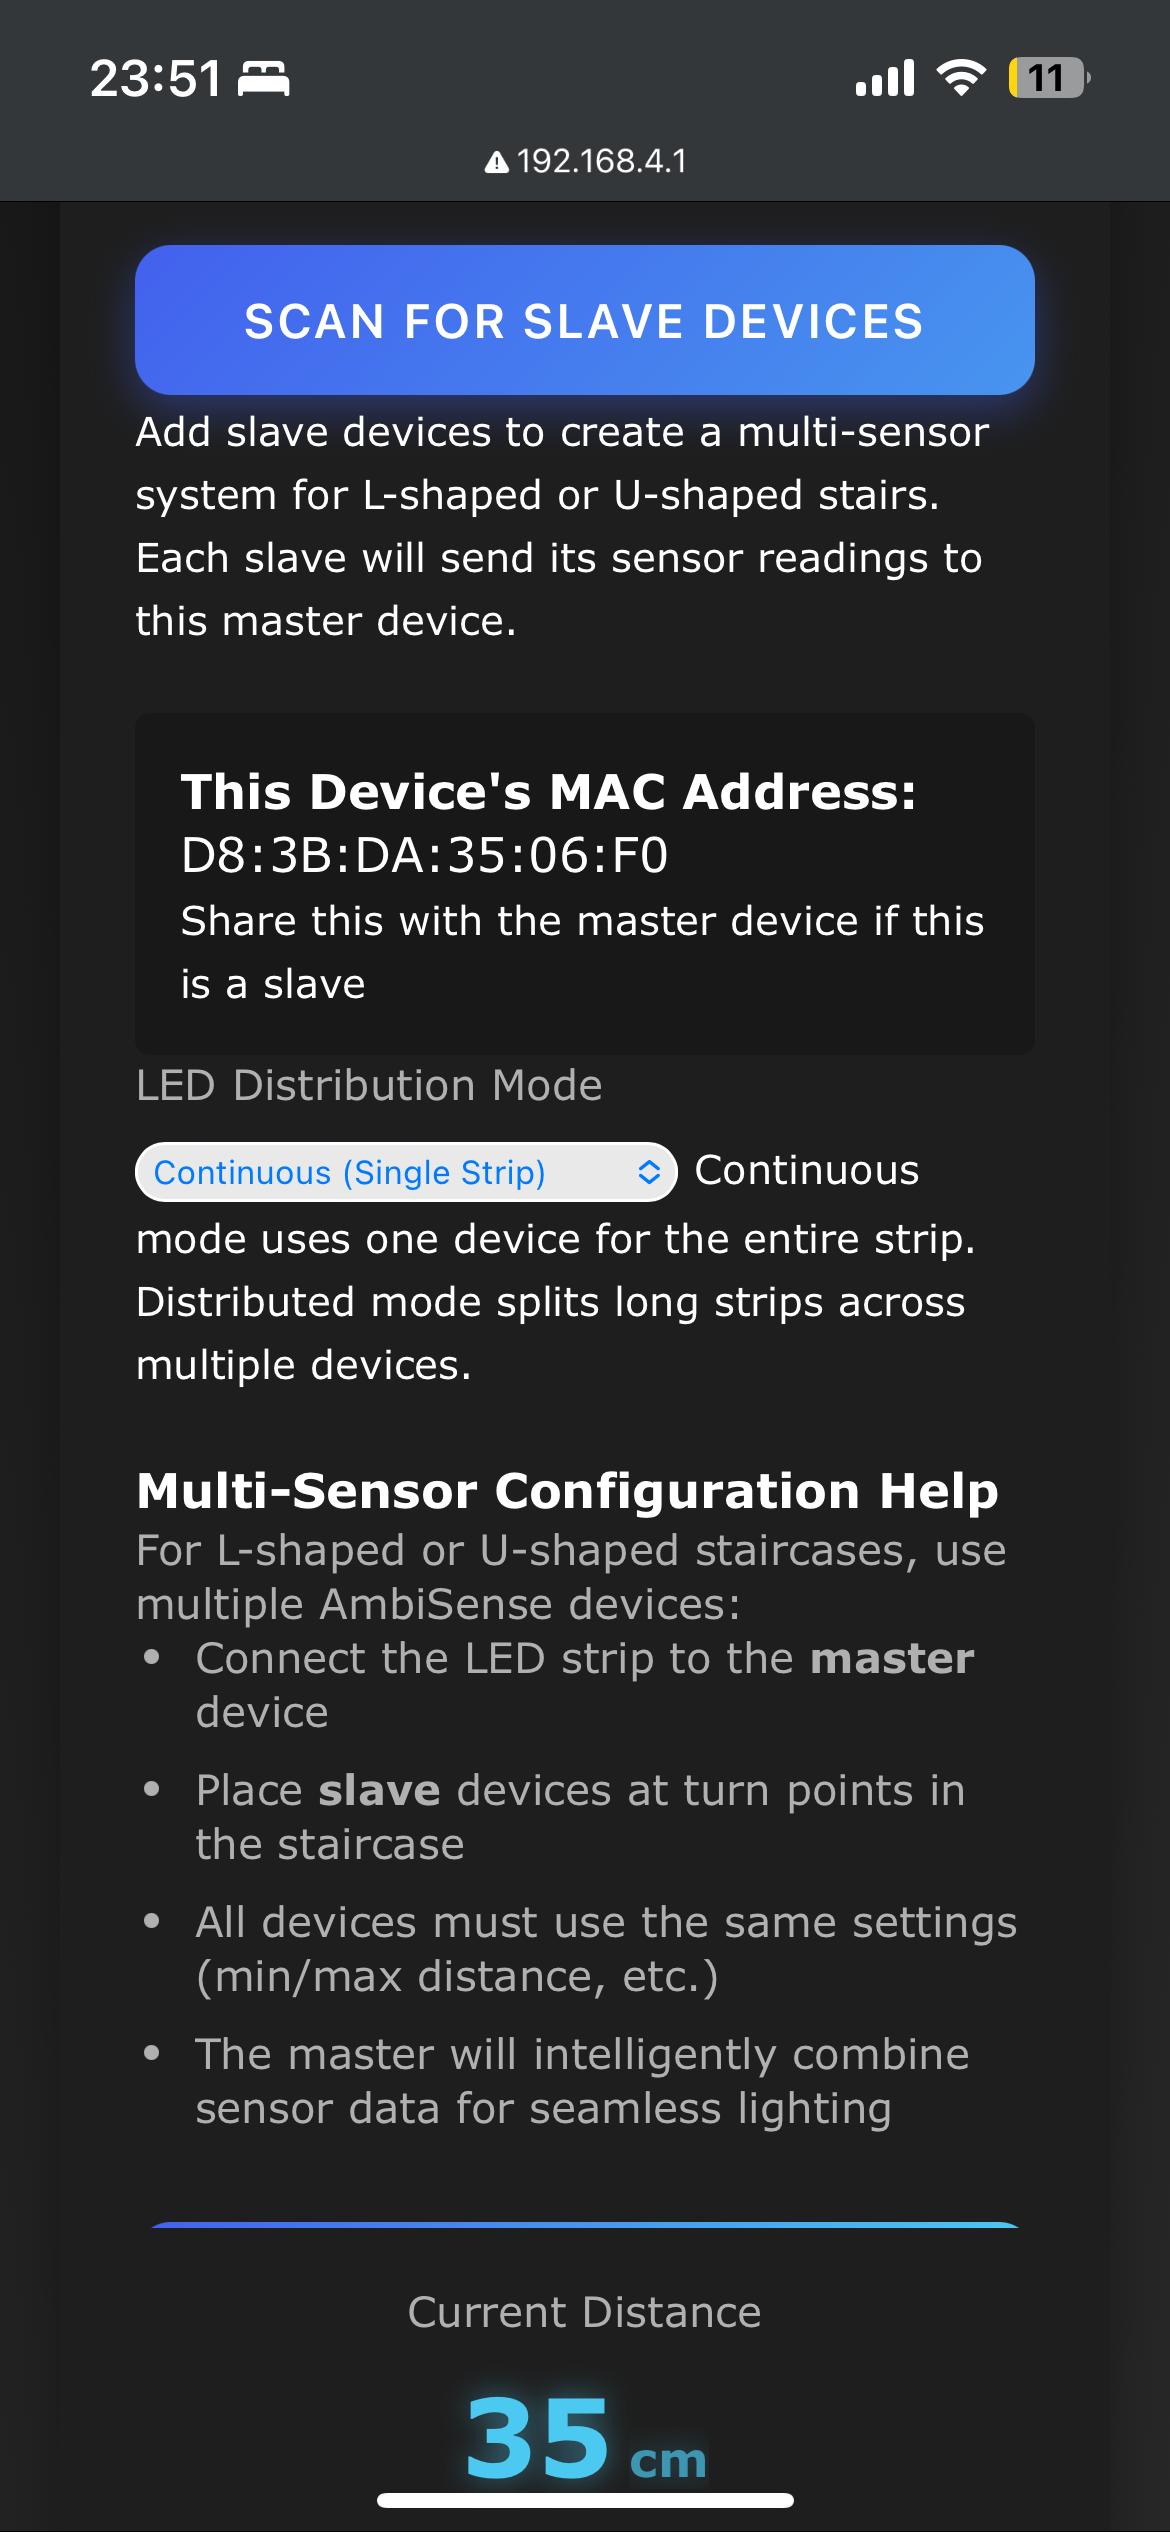 23:51
11
192.168.4.1
SCAN FOR SLAVE DEVICES
Add slave devices to create a multi-sensor
system for L-shaped or U-shaped stairs.
Each slave will send its sensor readings to
this master device.
This Device's MAC Address:
D8:3B:DA:35:06:F0
Share this with the master device if this
is a slave
LED Distribution Mode
Continuous (Single Strip) Continuous
mode uses one device for the entire strip.
Distributed mode splits long strips across
multiple devices.
Multi-Sensor Configuration Help
For L-shaped or U-shaped staircases, use
multiple AmbiSense devices:
• Connect the LED strip to the master
device
• Place slave devices at turn points in
the staircase
• All devices must use the same settings
(min/max distance, etc.)
• The master will intelligently combine
sensor data for seamless lighting
Current Distance
35 cm